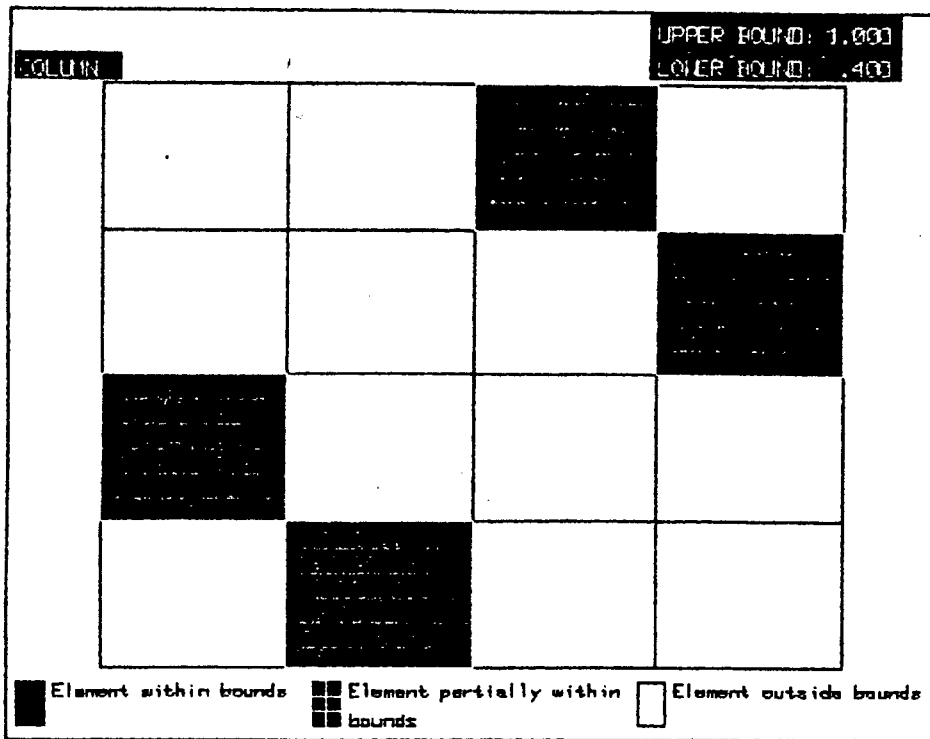 UPPER BOUND: 1.000
COLUMN
LOWER BOUND: .400
Element within bounds
Element partially within
bounds
Element outside bounds